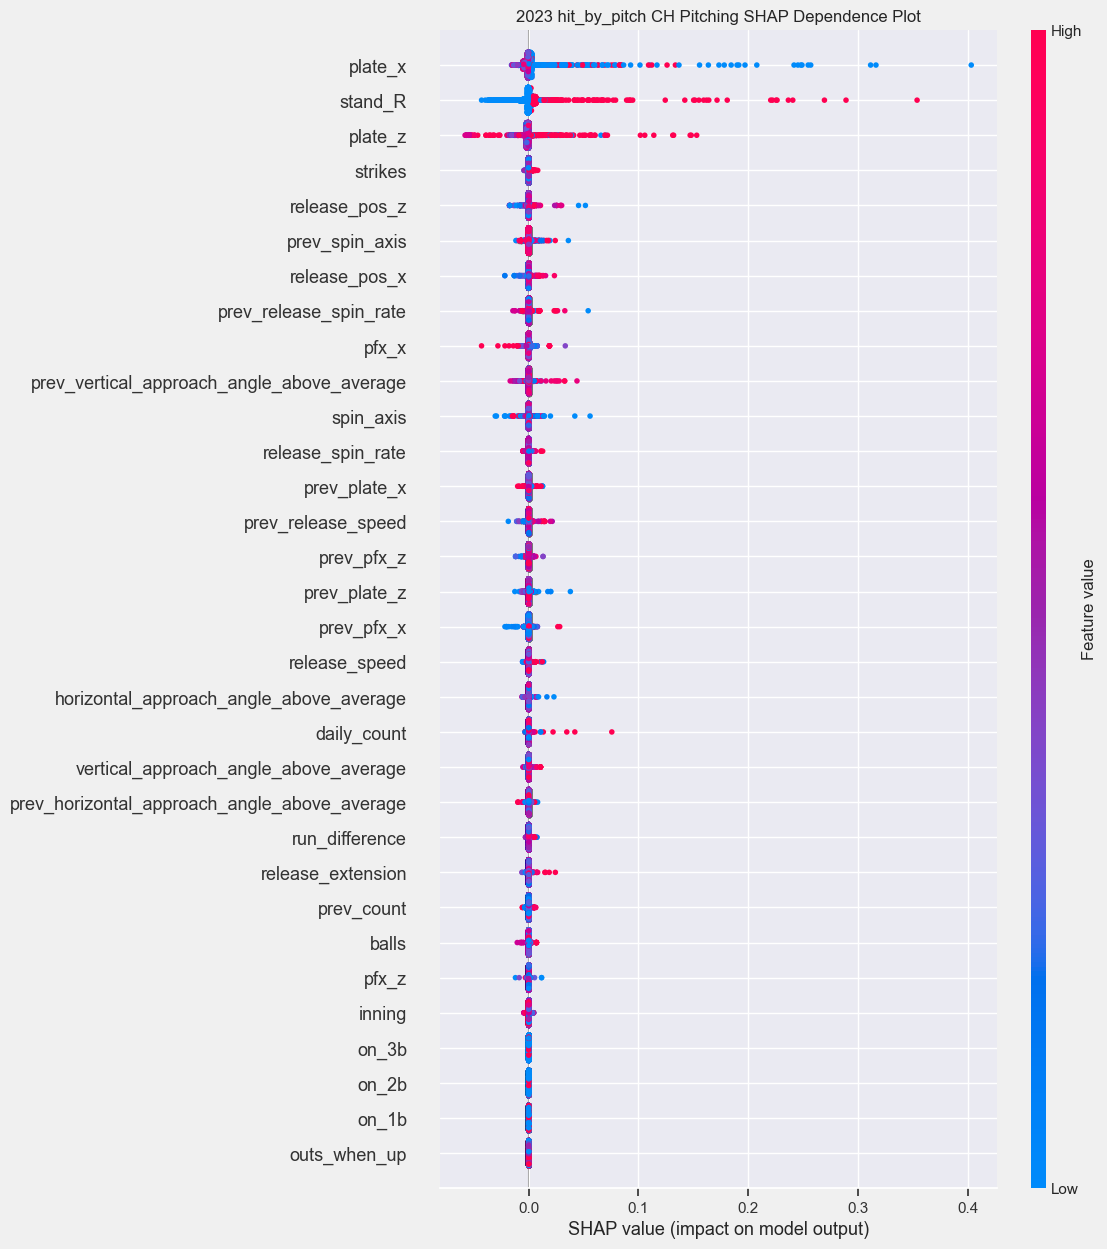 2023 hit_by_pitch CH Pitching SHAP Dependence Plot
High
plate_x
stand_R
plate_z
strikes
release_pos_z
prev_spin_axis
release_pos_x
prev_release_spin_rate
pfx_x
prev_vertical_approach_angle_above_average
spin_axis
release_spin_rate
prev_plate_x
prev_release_speed
prev_pfx_z
prev_plate_z
prev_pfx_x
release_speed
horizontal_approach_angle_above_average
daily_count
vertical_approach_angle_above_average
prev_horizontal_approach_angle_above_average
run_difference
release_extension
prev_count
balls
pfx_z
inning
on_3b
on_2b
on_1b
outs_when_up
Feature value
Low
0.0 0.1 0.2 0.3 0.4
SHAP value (impact on model output)